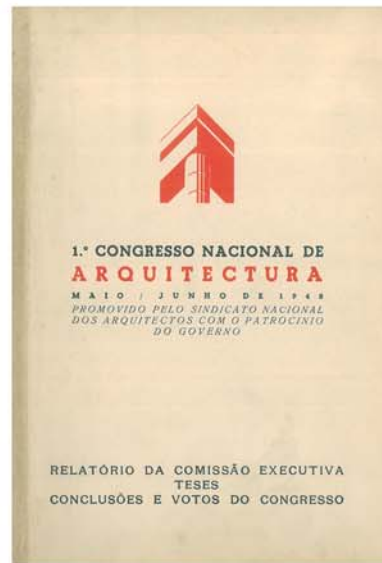 1.º CONGRESSO NACIONAL DE
ARQUITECTURA
MAIO / JUNHO DE 1948
PROMOVIDO PELO SINDICATO NACIONAL
DOS ARQUITECTOS COM O PATROCINIO
DO GOVERNO
RELATÓRIO DA COMISSÃO EXECUTIVA
TESES
CONCLUSÕES E VOTOS DO CONGRESSO